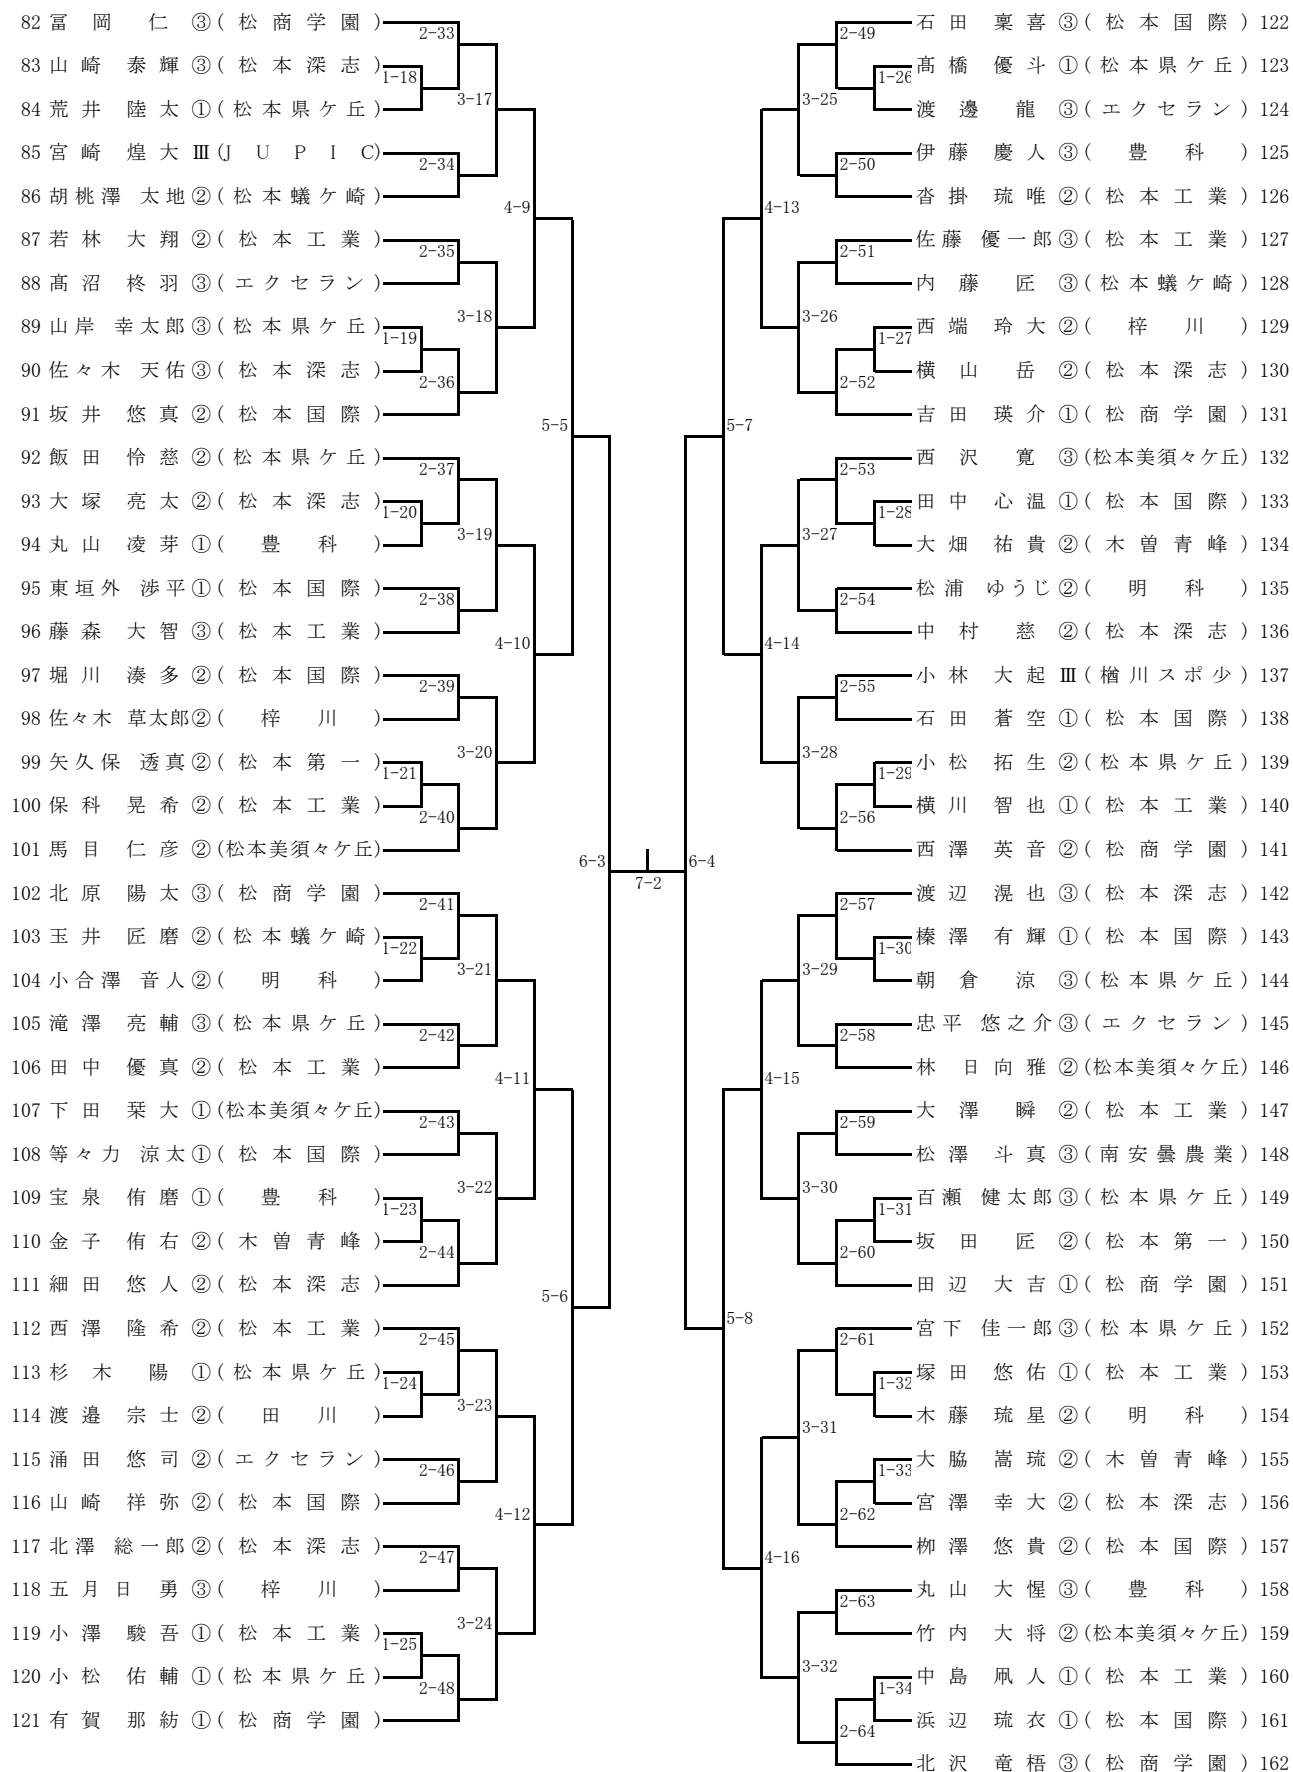 82 冨岡 仁 ③(松商学園)
83 山崎 泰輝 ③(松本深志)
84 荒井 陸太 ①(松本県ケ丘)
85 宮崎 煌大 Ⅲ(JUPIC)
86 胡桃澤 太地 ②(松本蟻ケ崎)
87 若林 大翔 ②(松本工業)
88 髙沼 柊羽 ③(エクセラン)
89 山岸 幸太郎 ③(松本県ケ丘)
90 佐々木 天佑 ③(松本深志)
91 坂井 悠真 ②(松本国際)
92 飯田 怜慈 ②(松本県ケ丘)
93 大塚 亮太 ②(松本深志)
94 丸山 凌芽 ①(豊科)
95 東垣外 渉平 ①(松本国際)
96 藤森 大智 ③(松本工業)
97 堀川 湊多 ②(松本国際)
98 佐々木 草太郎 ②(梓川)
99 矢久保 透真 ②(松本第一)
100 保科 晃希 ②(松本工業)
101 馬目 仁彦 ②(松本美須々ケ丘)
102 北原 陽太 ③(松商学園)
103 玉井 匠磨 ②(松本蟻ケ崎)
104 小合澤 音人 ②(明科)
105 滝澤 亮輔 ③(松本県ケ丘)
106 田中 優真 ②(松本工業)
107 下田 栞大 ①(松本美須々ケ丘)
108 等々力 涼太 ①(松本国際)
109 宝泉 侑磨 ①(豊科)
110 金子 侑右 ②(木曽青峰)
111 細田 悠人 ②(松本深志)
112 西澤 隆希 ②(松本工業)
113 杉木 陽 ①(松本県ケ丘)
114 渡邉 宗士 ②(田川)
115 涌田 悠司 ②(エクセラン)
116 山崎 祥弥 ②(松本国際)
117 北澤 総一郎 ②(松本深志)
118 五月日 勇 ③(梓川)
119 小澤 駿吾 ①(松本工業)
120 小松 佑輔 ①(松本県ケ丘)
121 有賀 那紡 ①(松商学園)
1-18
1-19
1-20
1-21
1-22
1-23
1-24
1-25
2-33
2-34
2-35
2-36
2-37
2-38
2-39
2-40
2-41
2-42
2-43
2-44
2-45
2-46
2-47
2-48
3-17
3-18
3-19
3-20
3-21
3-22
3-23
3-24
4-9
4-10
4-11
4-12
5-5
5-6
6-3
7-2
6-4
5-7
5-8
4-13
4-14
4-15
4-16
3-25
3-26
3-27
3-28
3-29
3-30
3-31
3-32
2-49
2-50
2-51
2-52
2-53
2-54
2-55
2-56
2-57
2-58
2-59
2-60
2-61
2-62
2-63
2-64
1-26
1-27
1-28
1-29
1-30
1-31
1-32
1-33
1-34
石田 稟喜 ③(松本国際) 122
髙橋 優斗 ①(松本県ケ丘) 123
渡邊 龍 ③(エクセラン) 124
伊藤 慶人 ③(豊科) 125
沓掛 琉唯 ②(松本工業) 126
佐藤 優一郎 ③(松本工業) 127
内藤 匠 ③(松本蟻ケ崎) 128
西端 玲大 ②(梓川) 129
横山 岳 ②(松本深志) 130
吉田 瑛介 ①(松商学園) 131
西沢 寛 ③(松本美須々ケ丘) 132
田中 心温 ①(松本国際) 133
大畑 祐貴 ②(木曽青峰) 134
松浦 ゆうじ ②(明科) 135
中村 慈 ②(松本深志) 136
小林 大起 Ⅲ(楢川スポ少) 137
石田 蒼空 ①(松本国際) 138
小松 拓生 ②(松本県ケ丘) 139
横川 智也 ①(松本工業) 140
西澤 英音 ②(松商学園) 141
渡辺 滉也 ③(松本深志) 142
榛澤 有輝 ①(松本国際) 143
朝倉 涼 ③(松本県ケ丘) 144
忠平 悠之介 ③(エクセラン) 145
林 日向雅 ②(松本美須々ケ丘) 146
大澤 瞬 ②(松本工業) 147
松澤 斗真 ③(南安曇農業) 148
百瀬 健太郎 ③(松本県ケ丘) 149
坂田 匠 ②(松本第一) 150
田辺 大吉 ①(松商学園) 151
宮下 佳一郎 ③(松本県ケ丘) 152
塚田 悠佑 ①(松本工業) 153
木藤 琉星 ②(明科) 154
大脇 嵩琉 ②(木曽青峰) 155
宮澤 幸大 ②(松本深志) 156
栁澤 悠貴 ②(松本国際) 157
丸山 大惺 ③(豊科) 158
竹内 大将 ②(松本美須々ケ丘) 159
中島 凧人 ①(松本工業) 160
浜辺 琉衣 ①(松本国際) 161
北沢 竜梧 ③(松商学園) 162